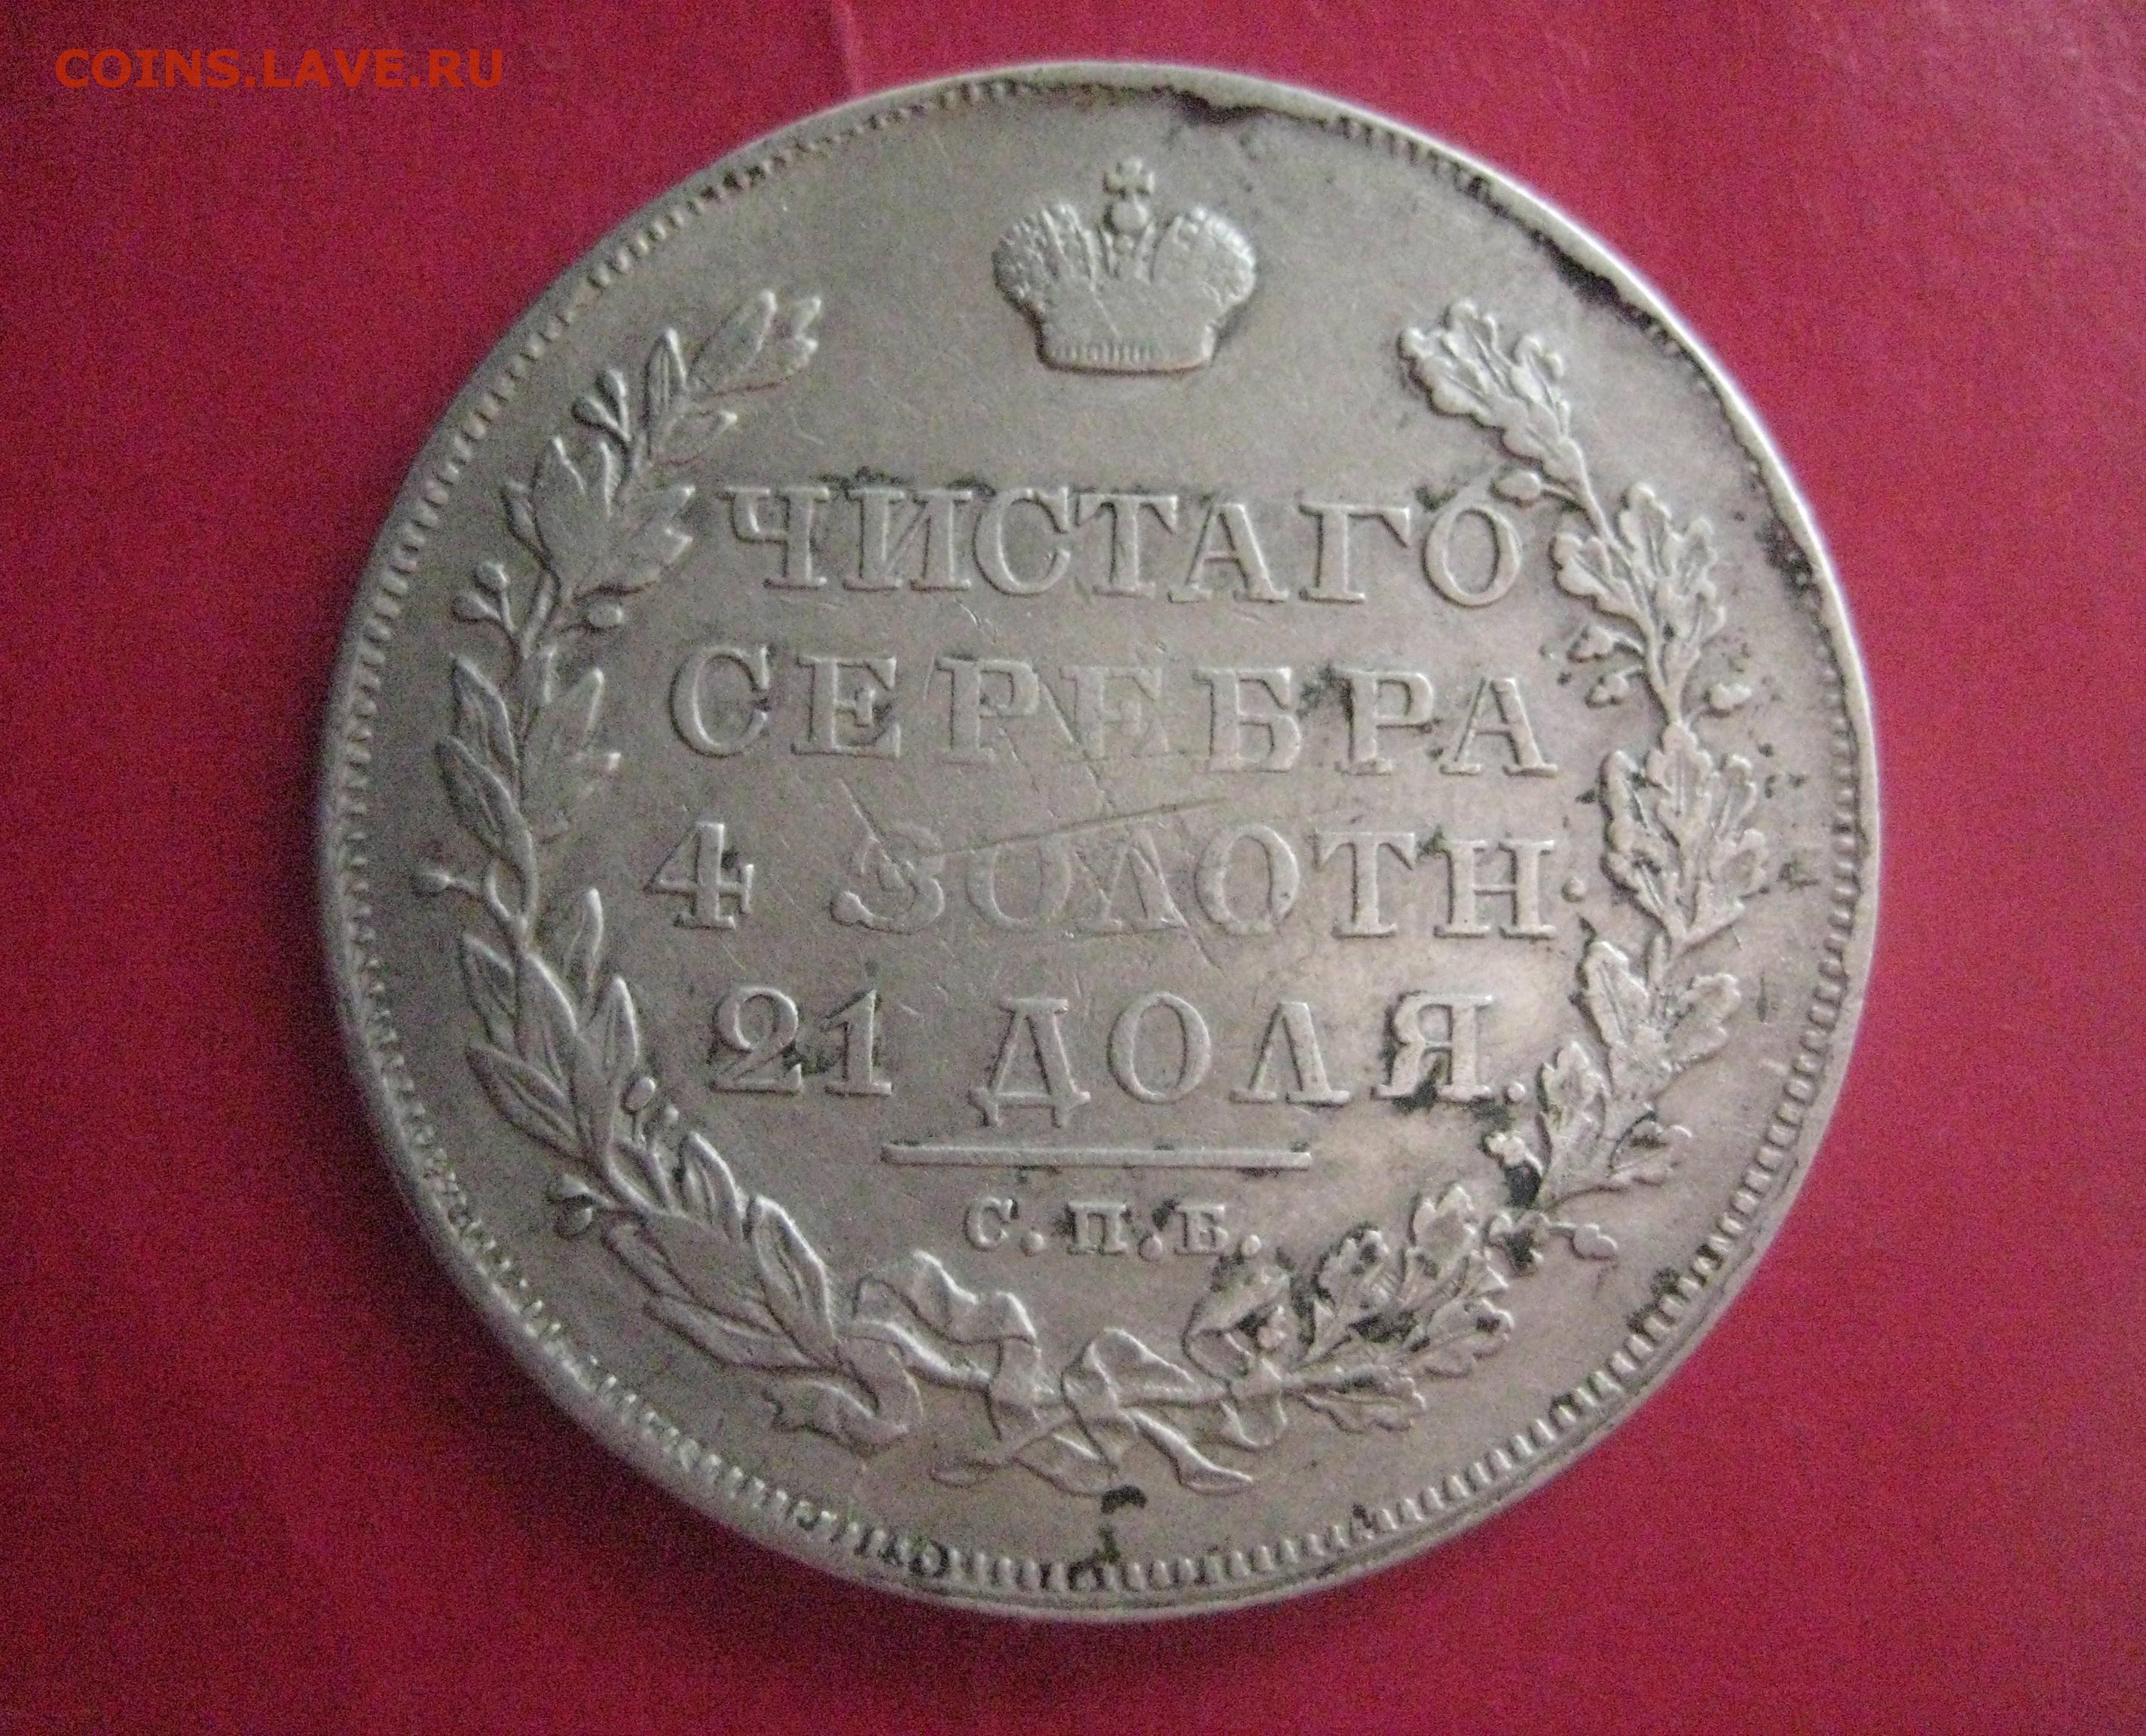 COINS.LAVE.RU
ЧИСТАГО
СЕРЕБРА
4 ЗОЛОТН:
21 ДОЛЯ.
С.П.Б.